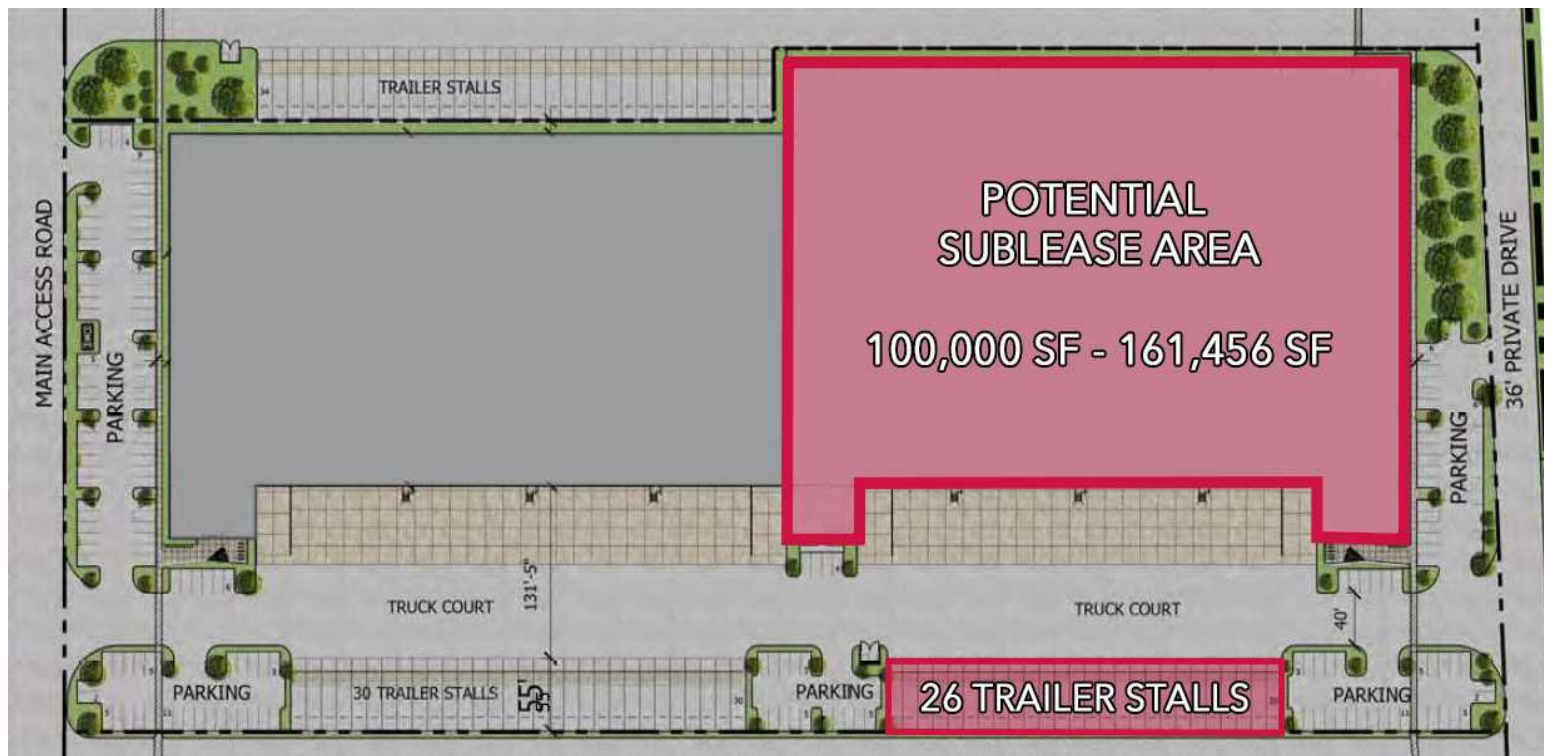 TRAILER STALLS
34
POTENTIAL
SUBLEASE AREA
100,000 SF - 161,456 SF
MAIN ACCESS ROAD
PARKING
36' PRIVATE DRIVE
PARKING
TRUCK COURT
131'-5"
TRUCK COURT
40'
PARKING
30 TRAILER STALLS
55'
PARKING
26 TRAILER STALLS
PARKING